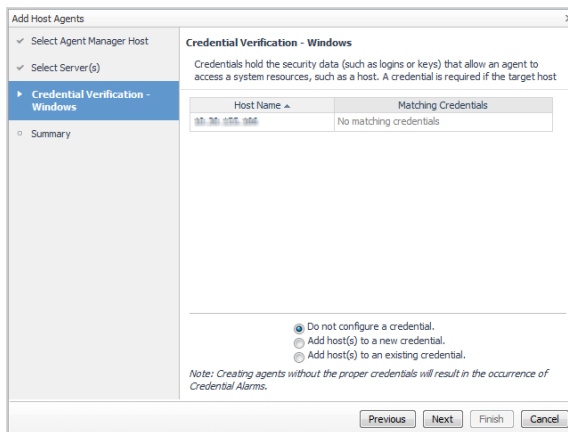 Add Host Agents
Select Agent Manager Host
Select Server(s)
Credential Verification -
Windows
Summary
Credential Verification - Windows
Credentials hold the security data (such as logins or keys) that allow an agent to
access a system resources, such as a host. A credential is required if the target host
Host Name
Matching Credentials
No matching credentials
Do not configure a credential.
Add host(s) to a new credential.
Add host(s) to an existing credential.
Note: Creating agents without the proper credentials will result in the occurrence of
Credential Alarms.
Previous
Next
Finish
Cancel